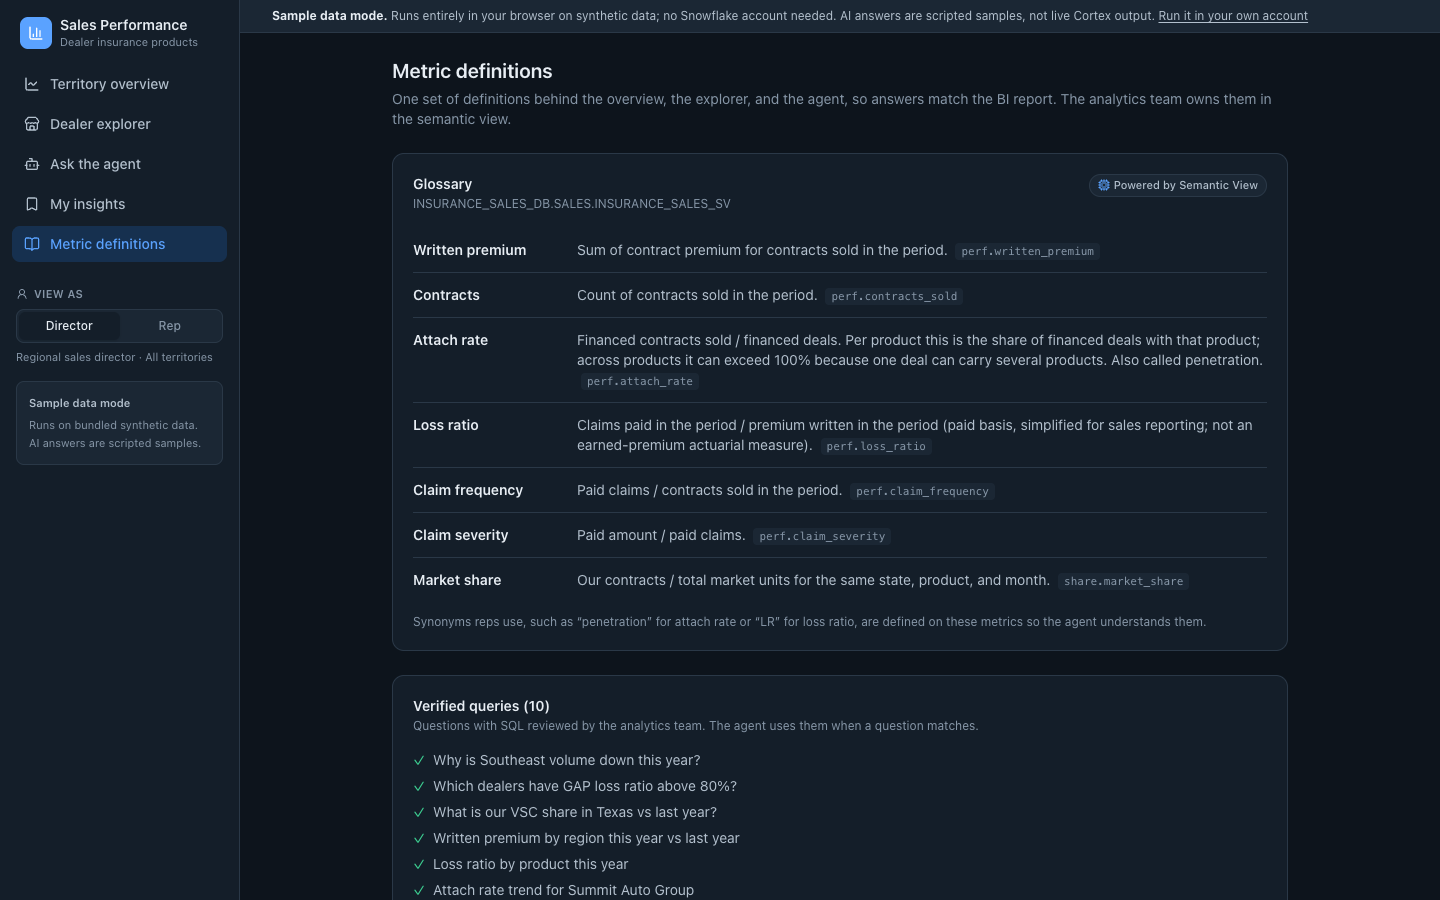 Sales Performance
Dealer insurance products
Territory overview
Dealer explorer
Ask the agent
My insights
Metric definitions
VIEW AS
Director
Rep
Regional sales director · All territories
Sample data mode
Runs on bundled synthetic data.
AI answers are scripted samples.
Sample data mode. Runs entirely in your browser on synthetic data; no Snowflake account needed. AI answers are scripted samples, not live Cortex output. Run it in your own account
Metric definitions
One set of definitions behind the overview, the explorer, and the agent, so answers match the BI report. The analytics team owns them in
the semantic view.
Glossary
Powered by Semantic View
INSURANCE_SALES_DB.SALES.INSURANCE_SALES_SV
Written premium
Sum of contract premium for contracts sold in the period. perf.written_premium
Contracts
Count of contracts sold in the period. perf.contracts_sold
Attach rate
Financed contracts sold / financed deals. Per product this is the share of financed deals with that product;
across products it can exceed 100% because one deal can carry several products. Also called penetration.
perf.attach_rate
Loss ratio
Claims paid in the period / premium written in the period (paid basis, simplified for sales reporting; not an
earned-premium actuarial measure). perf.loss_ratio
Claim frequency
Paid claims / contracts sold in the period. perf.claim_frequency
Claim severity
Paid amount / paid claims. perf.claim_severity
Market share
Our contracts / total market units for the same state, product, and month. share.market_share
Synonyms reps use, such as “penetration” for attach rate or “LR” for loss ratio, are defined on these metrics so the agent understands them.
Verified queries (10)
Questions with SQL reviewed by the analytics team. The agent uses them when a question matches.
Why is Southeast volume down this year?
Which dealers have GAP loss ratio above 80%?
What is our VSC share in Texas vs last year?
Written premium by region this year vs last year
Loss ratio by product this year
Attach rate trend for Summit Auto Group